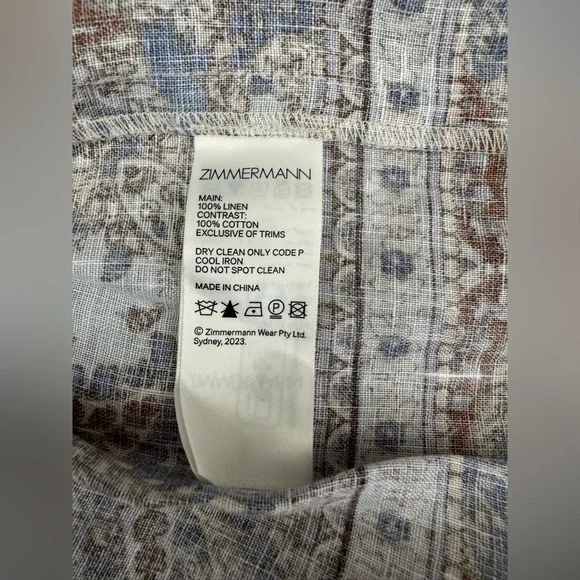 ZIMMERMANN
MAIN:
100% LINEN
CONTRAST:
100% COTTON
EXCLUSIVE OF TRIMS
DRY CLEAN ONLY CODE P
COOL IRON
DO NOT SPOT CLEAN
MADE IN CHINA
P
© Zimmermann Wear Pty Ltd.
Sydney, 2023.